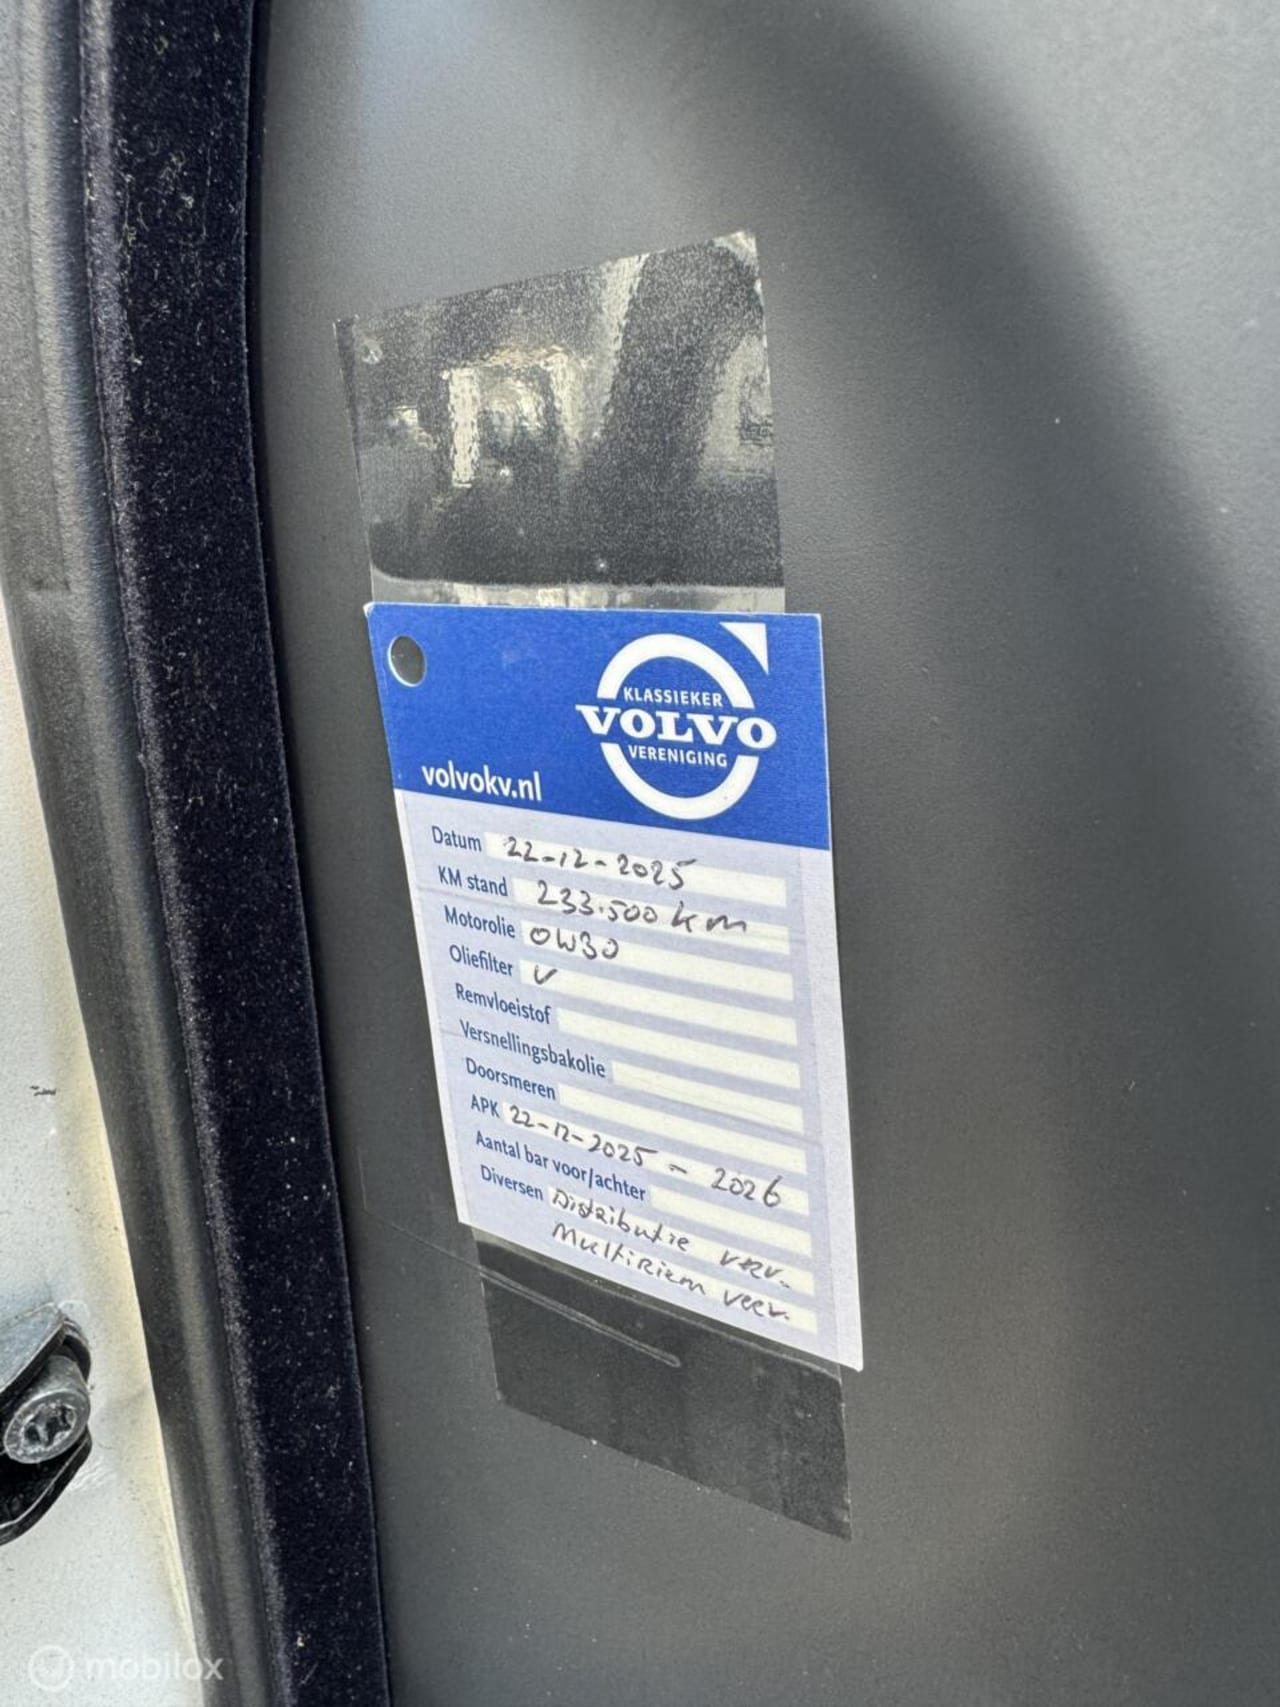 KLASSIEKER
VOLVO
VERENIGING
volvokv.nl
Datum 22-12-2025
KM stand 233.500 km
Motorolie 0W30
Oliefilter V
Remvloeistof
Versnellingsbakolie
Doorsmeren
APK 22-12-2025 - 2026
Aantal bar voor/achter
Diversen Distributie verv.
Multiriem verv.
mobilox